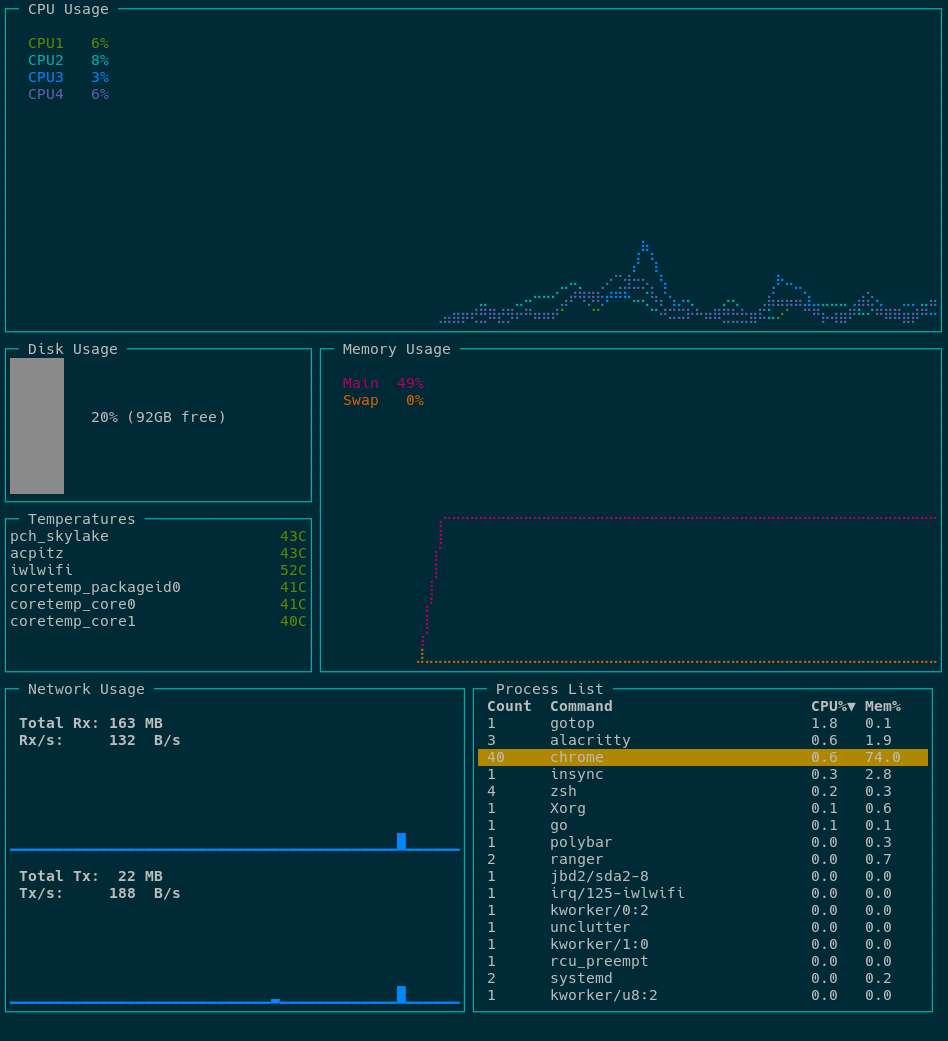 CPU Usage
CPU1 6%
CPU2 8%
CPU3 3%
CPU4 6%
Disk Usage
20% (92GB free)
Memory Usage
Main 49%
Swap 0%
Temperatures
pch_skylake 43C
acpitz 43C
iwlwifi 52C
coretemp_packageid0 41C
coretemp_core0 41C
coretemp_core1 40C
Network Usage
Total Rx: 163 MB
Rx/s: 132 B/s
Total Tx: 22 MB
Tx/s: 188 B/s
Process List
Count Command CPU%▼ Mem%
1 gotop 1.8 0.1
3 alacritty 0.6 1.9
40 chrome 0.6 74.0
1 insync 0.3 2.8
4 zsh 0.2 0.3
1 Xorg 0.1 0.6
1 go 0.1 0.1
1 polybar 0.0 0.3
2 ranger 0.0 0.7
1 jbd2/sda2-8 0.0 0.0
1 irq/125-iwlwifi 0.0 0.0
1 kworker/0:2 0.0 0.0
1 unclutter 0.0 0.0
1 kworker/1:0 0.0 0.0
1 rcu_preempt 0.0 0.0
2 systemd 0.0 0.2
1 kworker/u8:2 0.0 0.0